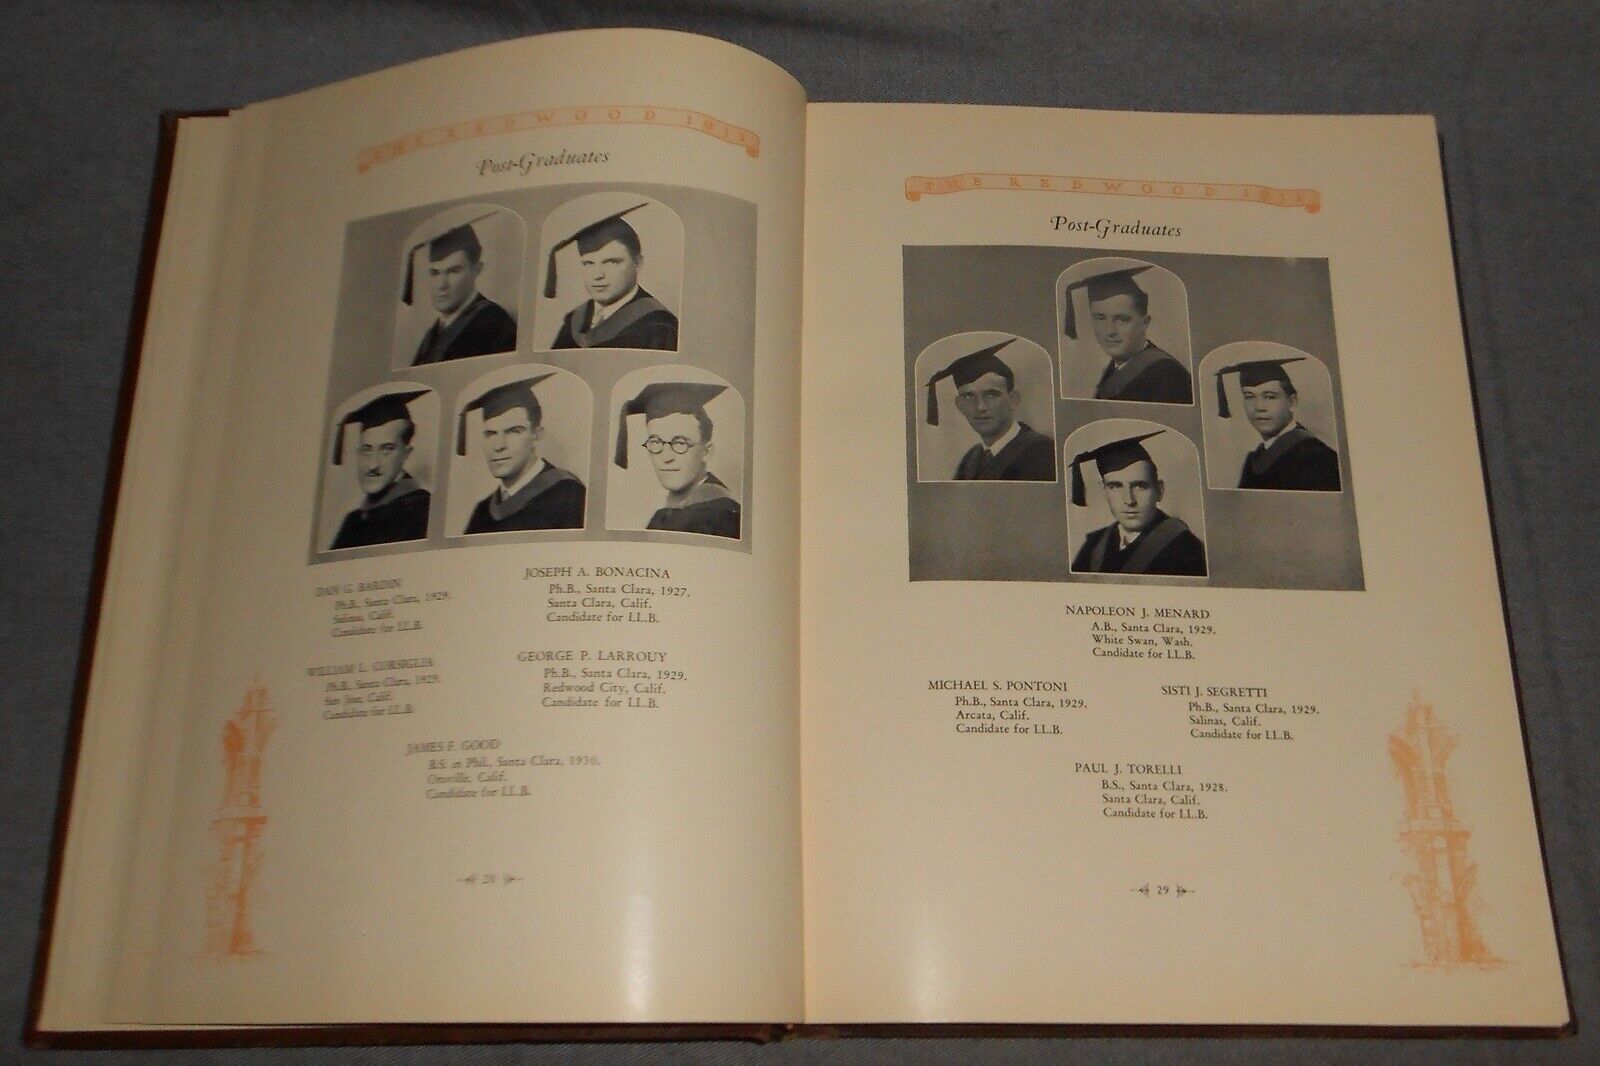 THE REDWOOD 1931
Post-Graduates
DAN G. BARDIN
Ph.B., Santa Clara, 1929.
Salinas, Calif.
Candidate for LL.B.
JOSEPH A. BONACINA
Ph.B., Santa Clara, 1927.
Santa Clara, Calif.
Candidate for LL.B.
WILLIAM L. CORSIGLIA
Ph.B., Santa Clara, 1929.
San Jose, Calif.
Candidate for LL.B.
GEORGE P. LARROUY
Ph.B., Santa Clara, 1929.
Redwood City, Calif.
Candidate for LL.B.
JAMES F. GOOD
B.S. in Phil., Santa Clara, 1930.
Oroville, Calif.
Candidate for LL.B.
28
THE REDWOOD 1931
Post-Graduates
NAPOLEON J. MENARD
A.B., Santa Clara, 1929.
White Swan, Wash.
Candidate for LL.B.
MICHAEL S. PONTONI
Ph.B., Santa Clara, 1929.
Arcata, Calif.
Candidate for LL.B.
SISTI J. SEGRETTI
Ph.B., Santa Clara, 1929.
Salinas, Calif.
Candidate for LL.B.
PAUL J. TORELLI
B.S., Santa Clara, 1928.
Santa Clara, Calif.
Candidate for LL.B.
29